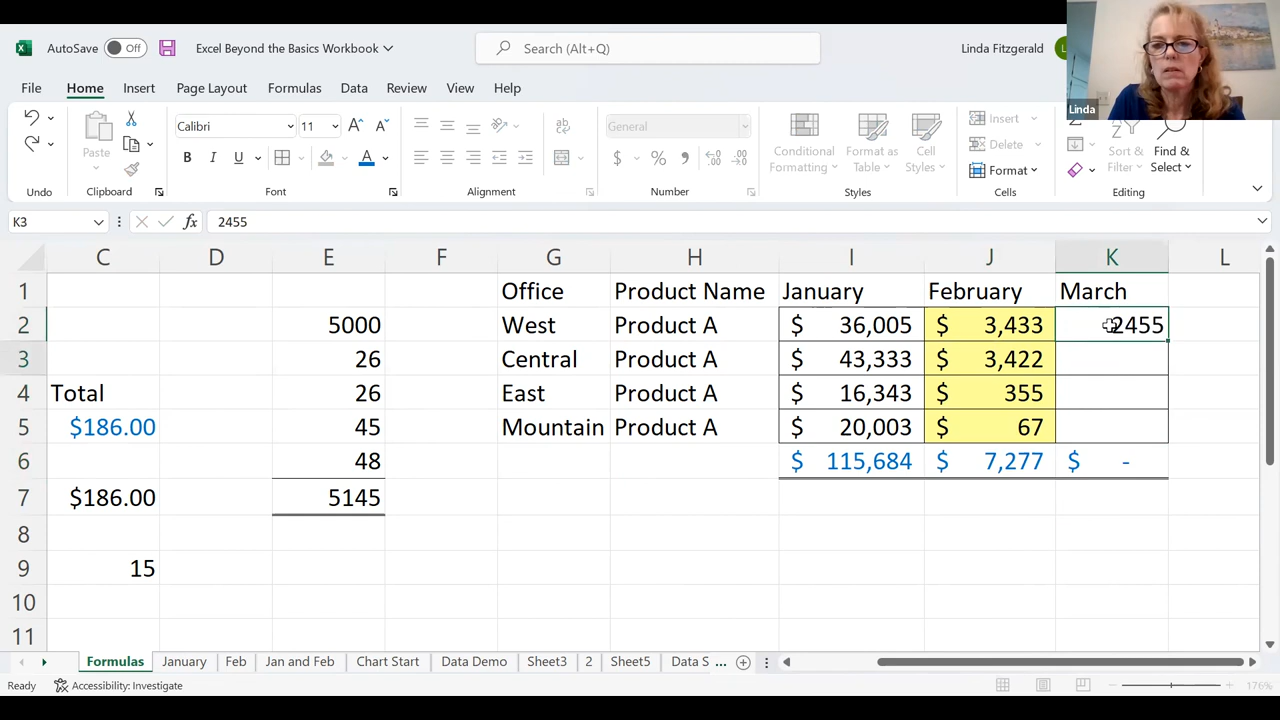 AutoSave Off Excel Beyond the Basics Workbook Search (Alt+Q) Linda Fitzgerald
Linda
File Home Insert Page Layout Formulas Data Review View Help
Calibri 11 General Insert
Paste B I U $ % Conditional Formatting Format as Table Cell Styles Delete Sort & Filter Find & Select
Format
Undo Clipboard Font Alignment Number Styles Cells Editing
K3 fx 2455
C D E F G H I J K L
1 Office Product Name January February March
2 5000 West Product A $ 36,005 $ 3,433 2455
3 26 Central Product A $ 43,333 $ 3,422
4 Total 26 East Product A $ 16,343 $ 355
5 $186.00 45 Mountain Product A $ 20,003 $ 67
6 48 $ 115,684 $ 7,277 $ -
7 $186.00 5145
8
9 15
10
11
Formulas January Feb Jan and Feb Chart Start Data Demo Sheet3 2 Sheet5 Data S ...
Ready Accessibility: Investigate 176%